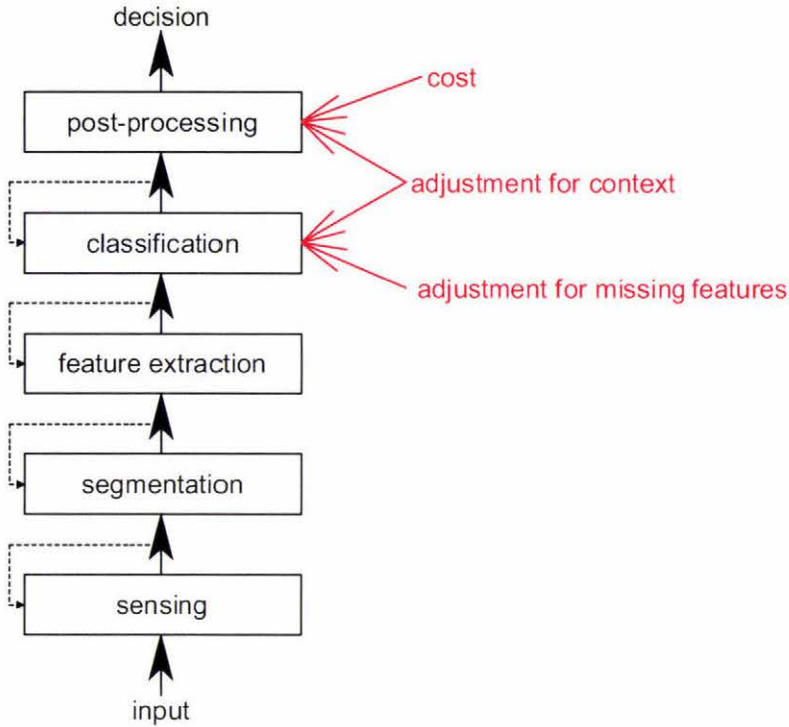 decision
cost
post-processing
adjustment for context
classification
adjustment for missing features
feature extraction
segmentation
sensing
input